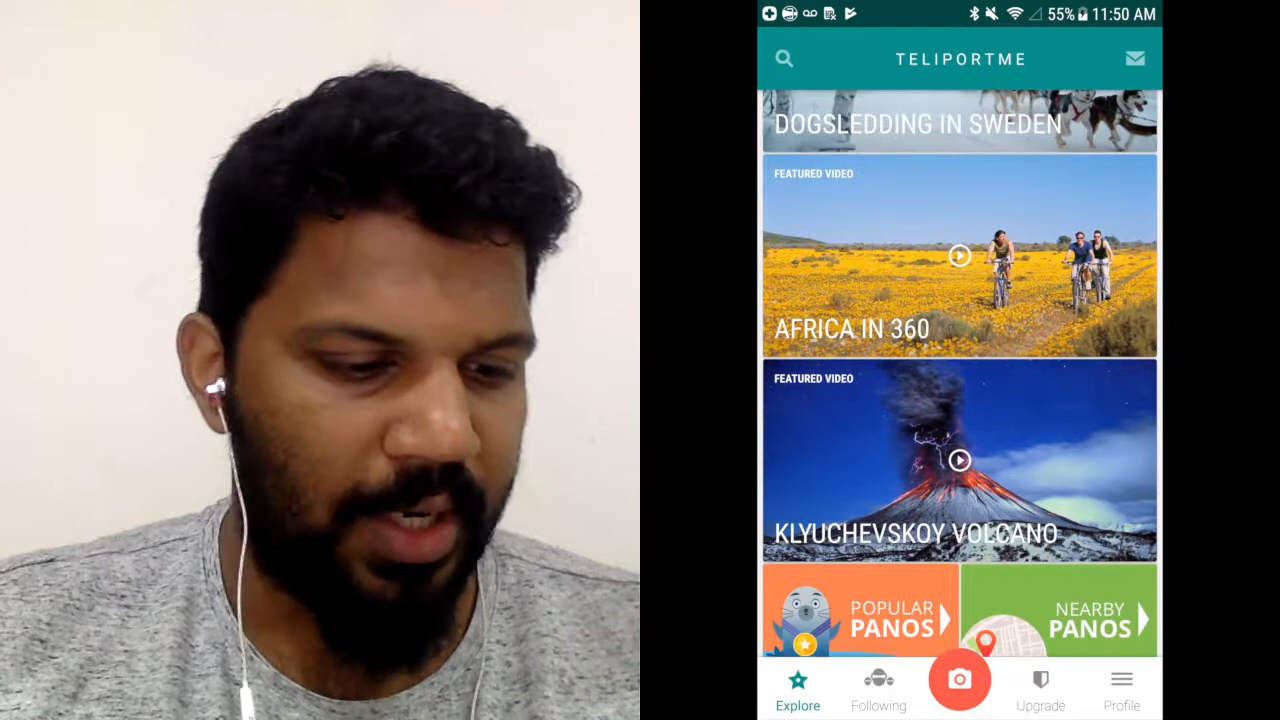 55% 11:50 AM
TELIPORTME
DOGSLEDDING IN SWEDEN
FEATURED VIDEO
AFRICA IN 360
FEATURED VIDEO
KLYUCHEVSKOY VOLCANO
POPULAR
PANOS
NEARBY
PANOS
Explore
Following
Upgrade
Profile